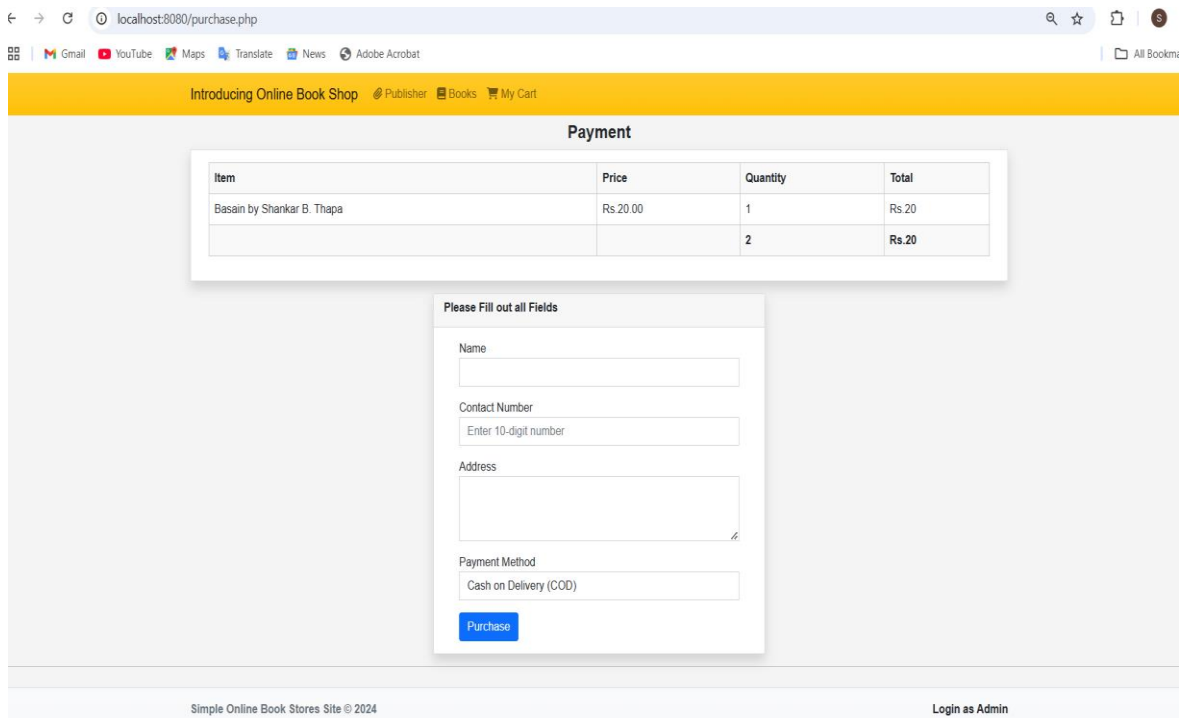 localhost:8080/purchase.php
S
Gmail YouTube Maps Translate News Adobe Acrobat All Bookma
Introducing Online Book Shop Publisher Books My Cart
Payment
Item Price Quantity Total
Basain by Shankar B. Thapa Rs.20.00 1 Rs.20
2 Rs.20
Please Fill out all Fields
Name
Contact Number
Enter 10-digit number
Address
Payment Method
Cash on Delivery (COD)
Purchase
Simple Online Book Stores Site © 2024 Login as Admin